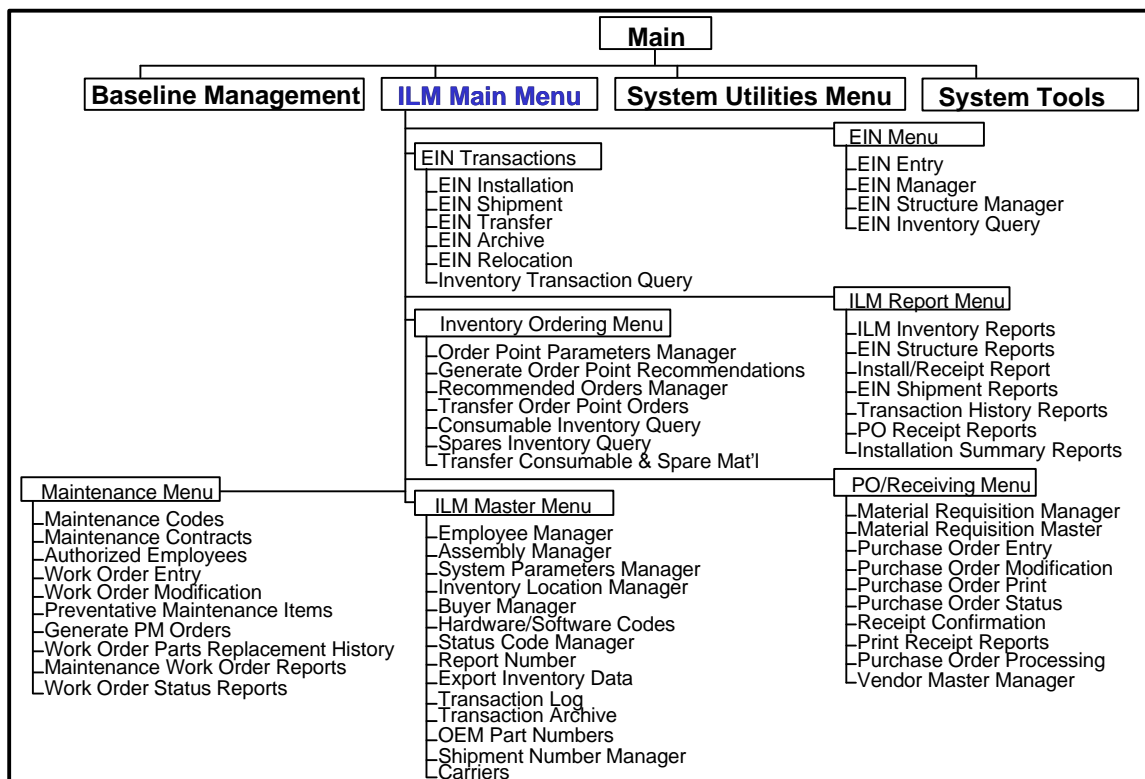 Main
Baseline Management
ILM Main Menu
System Utilities Menu
System Tools
EIN Transactions
EIN Installation
EIN Shipment
EIN Transfer
EIN Archive
EIN Relocation
Inventory Transaction Query
EIN Menu
EIN Entry
EIN Manager
EIN Structure Manager
EIN Inventory Query
Inventory Ordering Menu
Order Point Parameters Manager
Generate Order Point Recommendations
Recommended Orders Manager
Transfer Order Point Orders
Consumable Inventory Query
Spares Inventory Query
Transfer Consumable & Spare Mat'l
ILM Report Menu
ILM Inventory Reports
EIN Structure Reports
Install/Receipt Report
EIN Shipment Reports
Transaction History Reports
PO Receipt Reports
Installation Summary Reports
Maintenance Menu
Maintenance Codes
Maintenance Contracts
Authorized Employees
Work Order Entry
Work Order Modification
Preventative Maintenance Items
Generate PM Orders
Work Order Parts Replacement History
Maintenance Work Order Reports
Work Order Status Reports
ILM Master Menu
Employee Manager
Assembly Manager
System Parameters Manager
Inventory Location Manager
Buyer Manager
Hardware/Software Codes
Status Code Manager
Report Number
Export Inventory Data
Transaction Log
Transaction Archive
OEM Part Numbers
Shipment Number Manager
Carriers
PO/Receiving Menu
Material Requisition Manager
Material Requisition Master
Purchase Order Entry
Purchase Order Modification
Purchase Order Print
Purchase Order Status
Receipt Confirmation
Print Receipt Reports
Purchase Order Processing
Vendor Master Manager